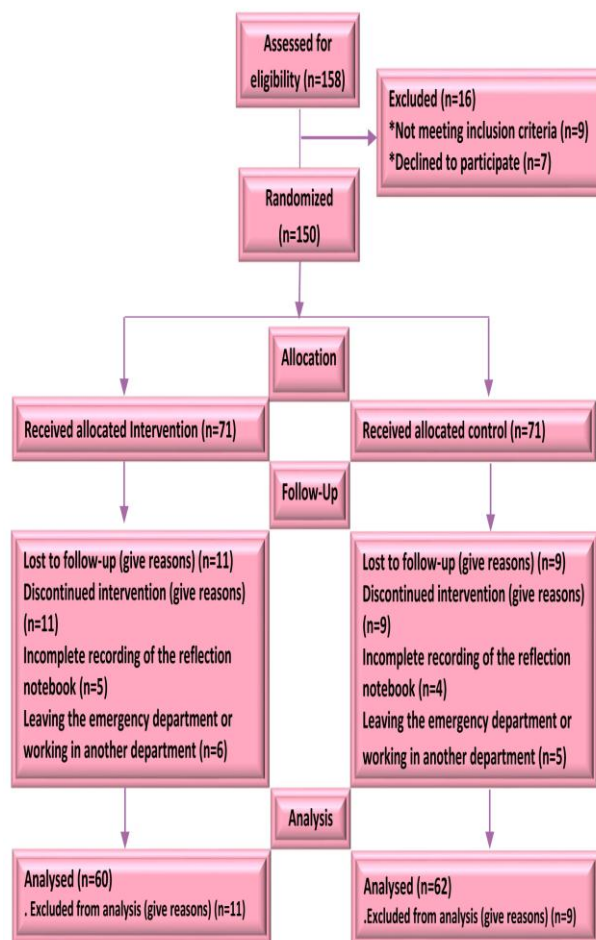 Assessed for
eligibility (n=158)
Excluded (n=16)
*Not meeting inclusion criteria (n=9)
*Declined to participate (n=7)
Randomized
(n=150)
Allocation
Received allocated Intervention (n=71)
Received allocated control (n=71)
Follow-Up
Lost to follow-up (give reasons) (n=11)
Discontinued intervention (give reasons)
(n=11)
Incomplete recording of the reflection
notebook (n=5)
Leaving the emergency department or
working in another department (n=6)
Lost to follow-up (give reasons) (n=9)
Discontinued intervention (give reasons)
(n=9)
Incomplete recording of the reflection
notebook (n=4)
Leaving the emergency department or
working in another department (n=5)
Analysis
Analysed (n=60)
. Excluded from analysis (give reasons) (n=11)
Analysed (n=62)
.Excluded from analysis (give reasons) (n=9)